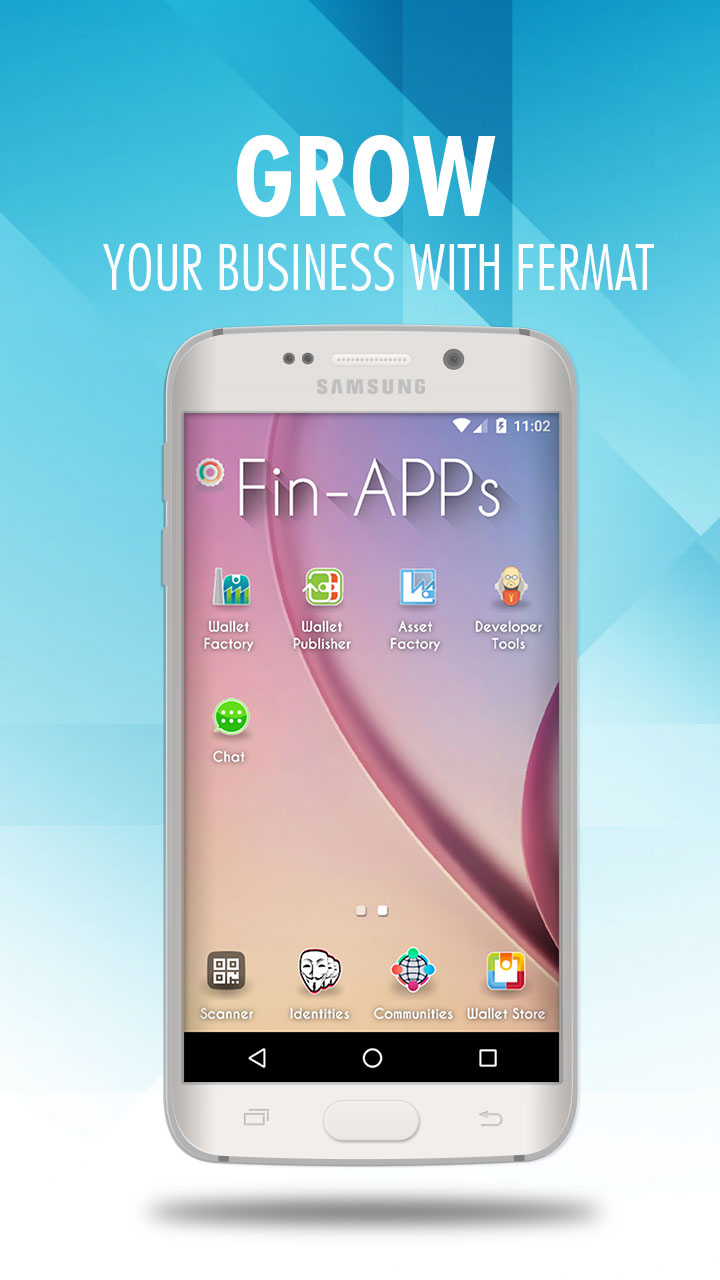 GROW
YOUR BUSINESS WITH FERMAT
SAMSUNG
11:02
Fin-APPs
Wallet Factory
Wallet Publisher
Asset Factory
Developer Tools
Chat
Scanner
Identities
Communities
Wallet Store